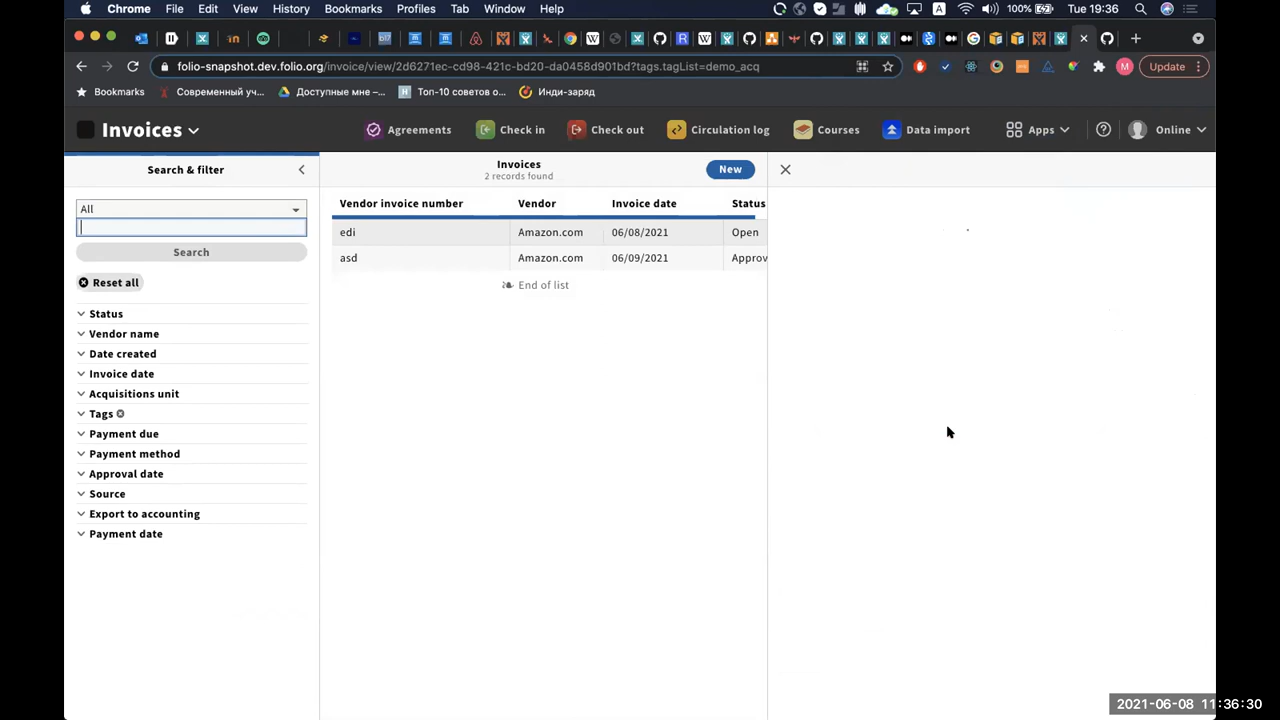 Chrome File Edit View History Bookmarks Profiles Tab Window Help 100% Tue 19:36
folio-snapshot.dev.folio.org/invoice/view/2d6271ec-cd98-421c-bd20-da0458d901bd?tags.tagList=demo_acq M Update
Bookmarks Современный уч... Доступные мне –... Топ-10 советов о... Инди-заряд
Invoices Agreements Check in Check out Circulation log Courses Data import Apps Online
Search & filter
Invoices
2 records found
New
All
Search
Reset all
Status
Vendor name
Date created
Invoice date
Acquisitions unit
Tags
Payment due
Payment method
Approval date
Source
Export to accounting
Payment date
Vendor invoice number Vendor Invoice date Status
edi Amazon.com 06/08/2021 Open
asd Amazon.com 06/09/2021 Approv
End of list
2021-06-08 11:36:30